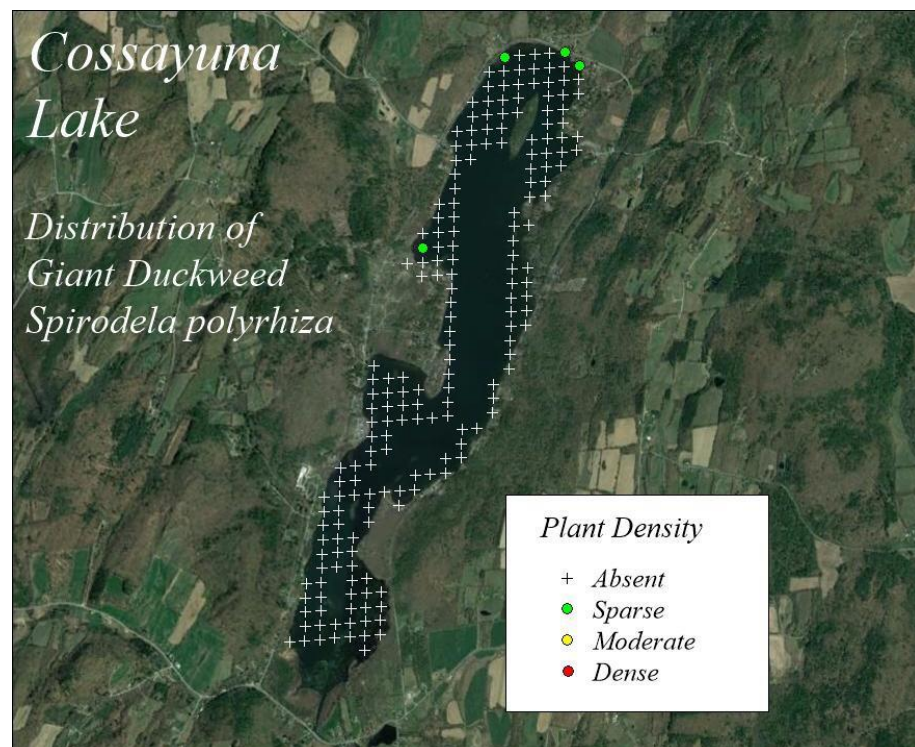 Cossayuna
Lake
Distribution of
Giant Duckweed
Spirodela polyrhiza
Plant Density
Absent
Sparse
Moderate
Dense